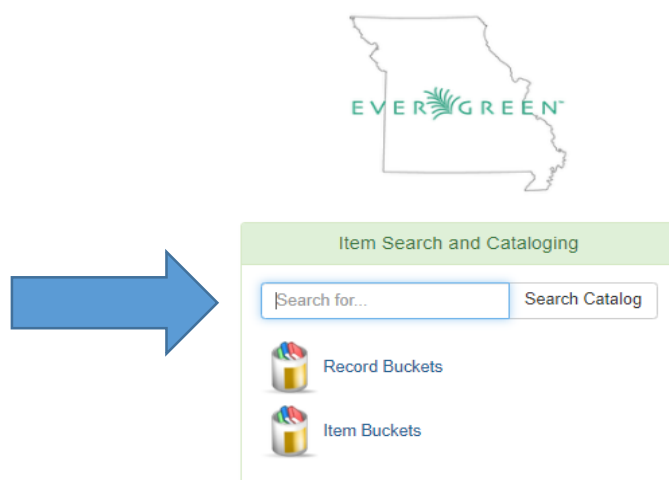 EVERGREEN™
Item Search and Cataloging
Search for... Search Catalog
Record Buckets
Item Buckets